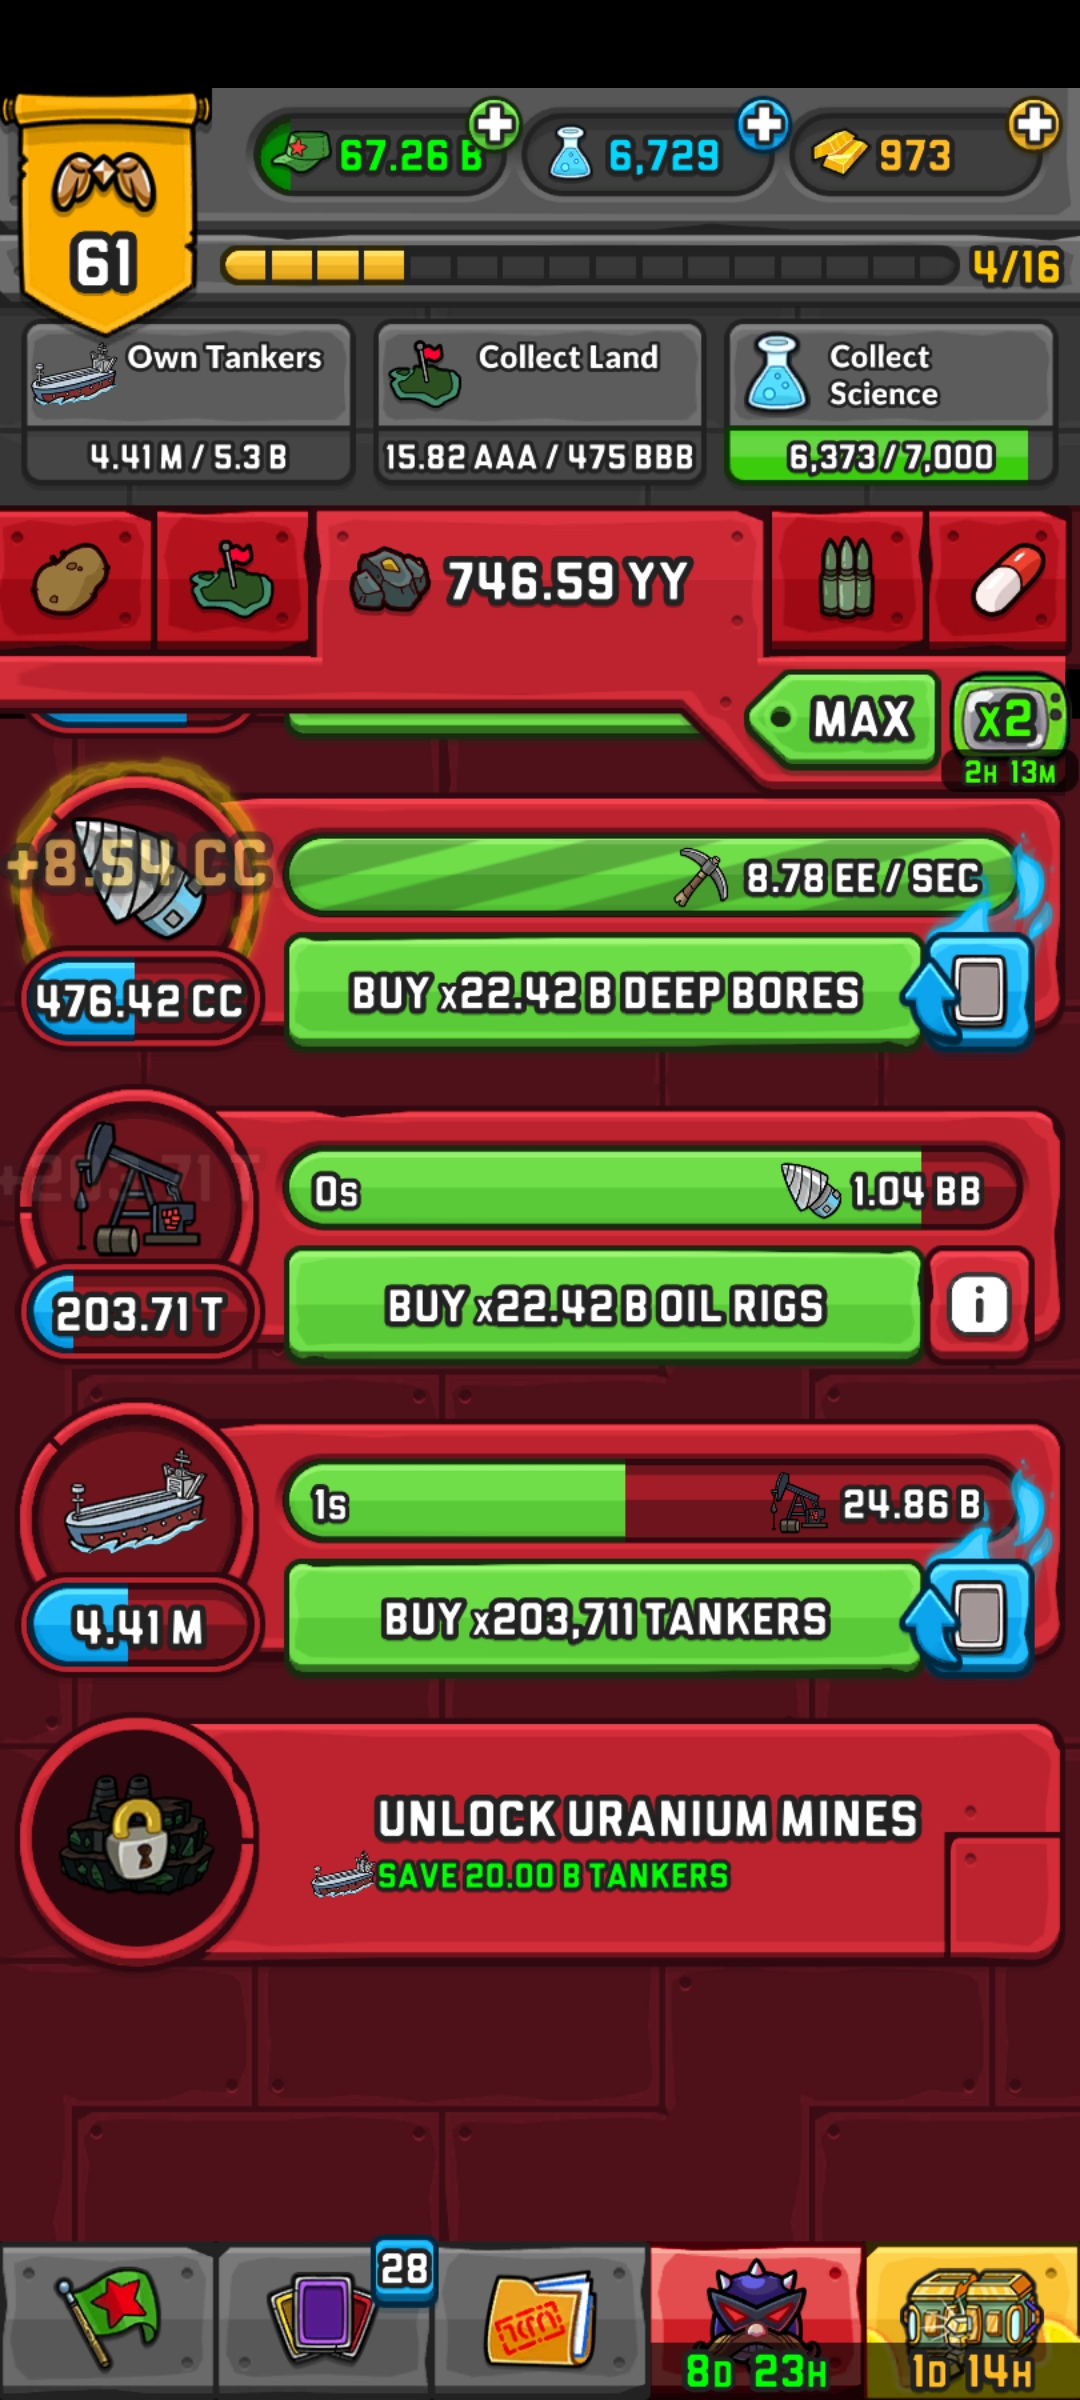 67.26 B
6,729
973
61
4/16
Own Tankers
4.41 M / 5.3 B
Collect Land
15.82 AAA / 475 BBB
Collect
Science
6,373 / 7,000
746.59 YY
MAX
x2
2H 13M
+8.54 CC
8.78 EE / SEC
476.42 CC
BUY x22.42 B DEEP BORES
+203.71 T
0s
1.04 BB
203.71 T
BUY x22.42 B OIL RIGS
i
1s
24.86 B
4.41 M
BUY x203,711 TANKERS
UNLOCK URANIUM MINES
SAVE 20.00 B TANKERS
28
8D 23H
1D 14H